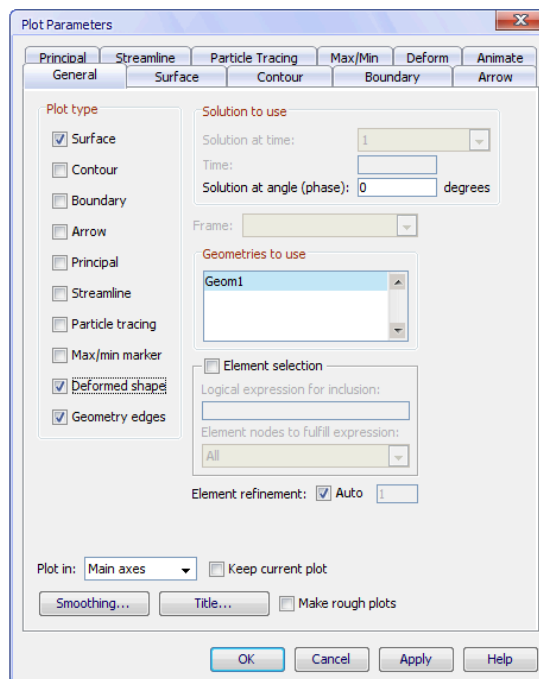 Plot Parameters
Principal Streamline Particle Tracing Max/Min Deform Animate
General Surface Contour Boundary Arrow
Plot type
Surface
Contour
Boundary
Arrow
Principal
Streamline
Particle tracing
Max/min marker
Deformed shape
Geometry edges
Solution to use
Solution at time: 1
Time:
Solution at angle (phase): 0 degrees
Frame:
Geometries to use
Geom1
Element selection
Logical expression for inclusion:
Element nodes to fulfill expression:
All
Element refinement: Auto 1
Plot in: Main axes Keep current plot
Smoothing... Title... Make rough plots
OK Cancel Apply Help